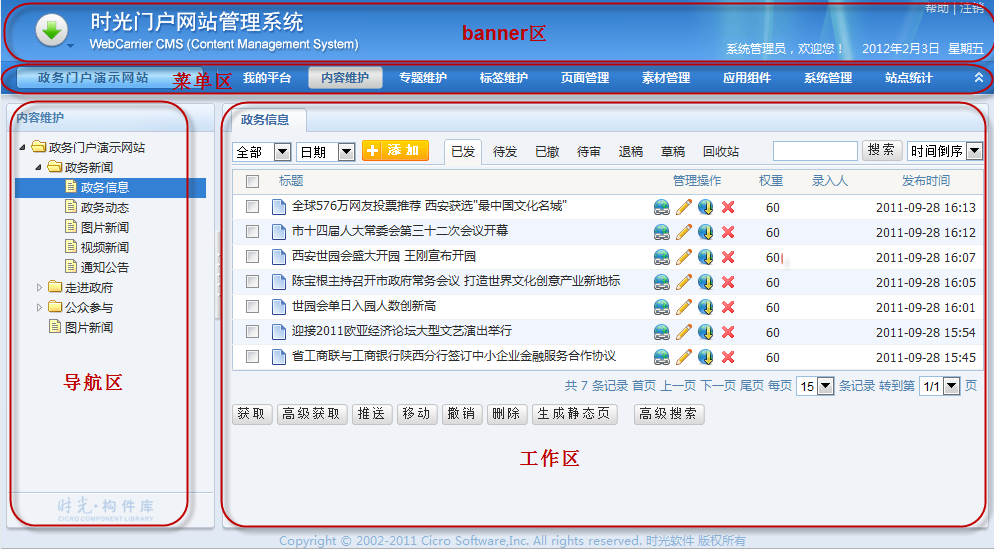 帮助 | 注销
时光门户网站管理系统
WebCarrier CMS (Content Management System)
banner区
系统管理员，欢迎您！ 2012年2月3日 星期五
政务门户演示网站 菜单区 我的平台 内容维护 专题维护 标签维护 页面管理 素材管理 应用组件 系统管理 站点统计
内容维护
政务门户演示网站
政务新闻
政务信息
政务动态
图片新闻
视频新闻
通知公告
走进政府
公众参与
图片新闻
导航区
时光·构件库
CICRO COMPONENT LIBRARY
政务信息
全部 日期 添加 已发 待发 已撤 待审 退稿 草稿 回收站 搜索 时间倒序
标题 管理操作 权重 录入人 发布时间
全球576万网友投票推荐 西安获选"最中国文化名城" 60 2011-09-28 16:13
市十四届人大常委会第三十二次会议开幕 60 2011-09-28 16:12
西安世园会盛大开园 王刚宣布开园 60 2011-09-28 16:07
陈宝根主持召开市政府常务会议 打造世界文化创意产业新地标 60 2011-09-28 16:05
世园会单日入园人数创新高 60 2011-09-28 16:01
迎接2011欧亚经济论坛大型文艺演出举行 60 2011-09-28 15:54
省工商联与工商银行陕西分行签订中小企业金融服务合作协议 60 2011-09-28 15:45
共 7 条记录 首页 上一页 下一页 尾页 每页 15 条记录 转到第 1/1 页
获取 高级获取 推送 移动 撤销 删除 生成静态页 高级搜索
工作区
Copyright © 2002-2011 Cicro Software,Inc. All rights reserved. 时光软件 版权所有